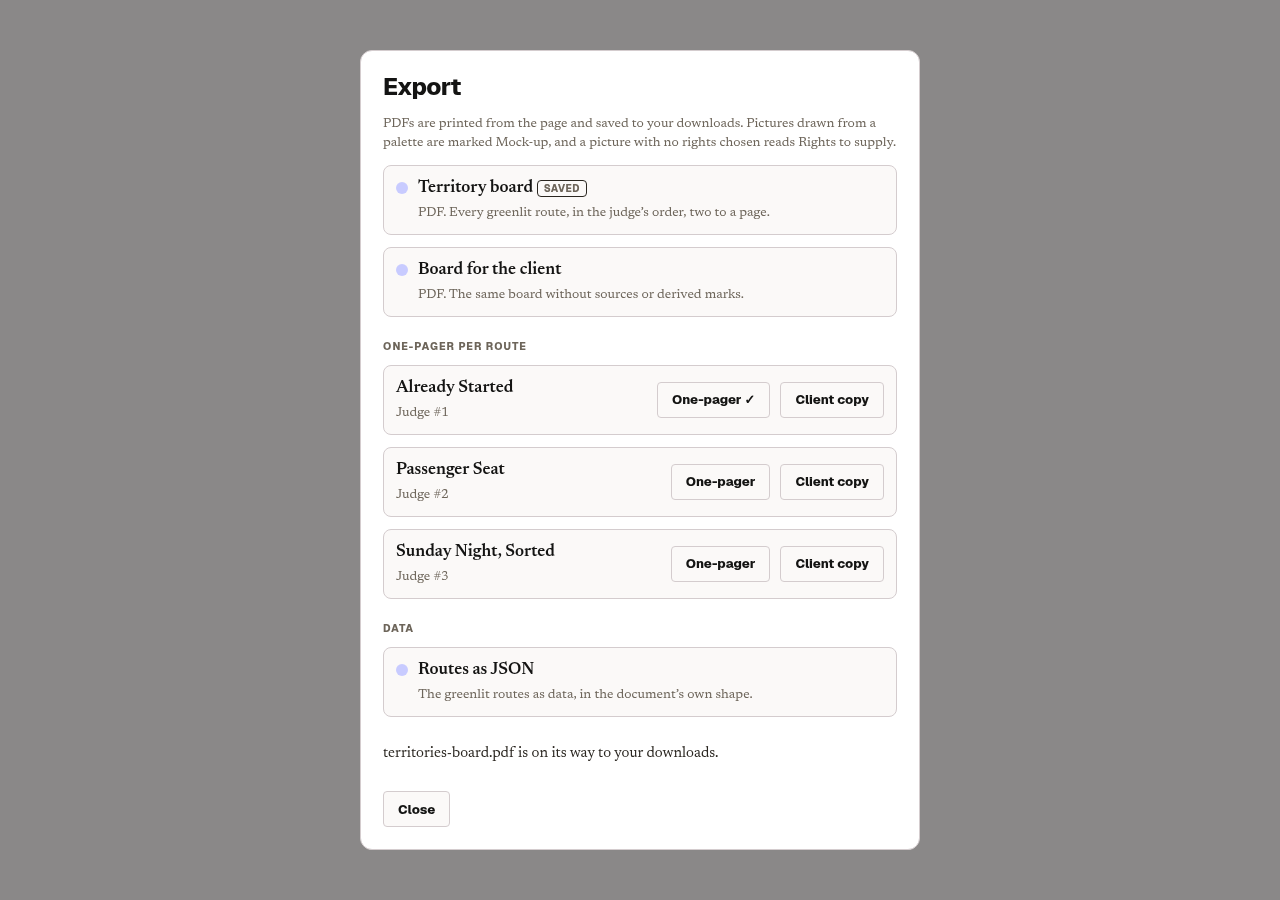 Export
PDFs are printed from the page and saved to your downloads. Pictures drawn from a
palette are marked Mock-up, and a picture with no rights chosen reads Rights to supply.
Territory board SAVED
PDF. Every greenlit route, in the judge’s order, two to a page.
Board for the client
PDF. The same board without sources or derived marks.
ONE-PAGER PER ROUTE
Already Started
Judge #1
One-pager ✓
Client copy
Passenger Seat
Judge #2
One-pager
Client copy
Sunday Night, Sorted
Judge #3
One-pager
Client copy
DATA
Routes as JSON
The greenlit routes as data, in the document’s own shape.
territories-board.pdf is on its way to your downloads.
Close